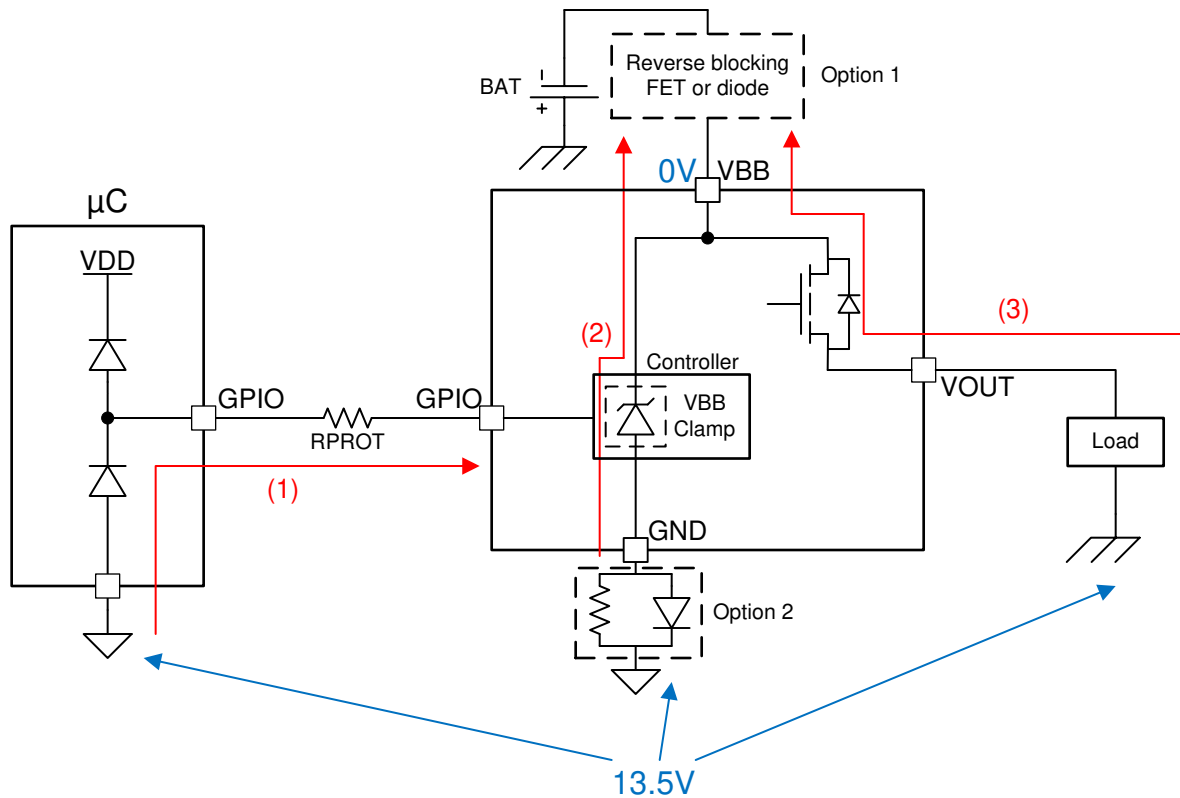 Reverse blocking
FET or diode
Option 1
BAT
-
+
0V
VBB
µC
VDD
(2)
(3)
Controller
GPIO
GPIO
VBB
Clamp
VOUT
RPROT
Load
(1)
GND
Option 2
13.5V